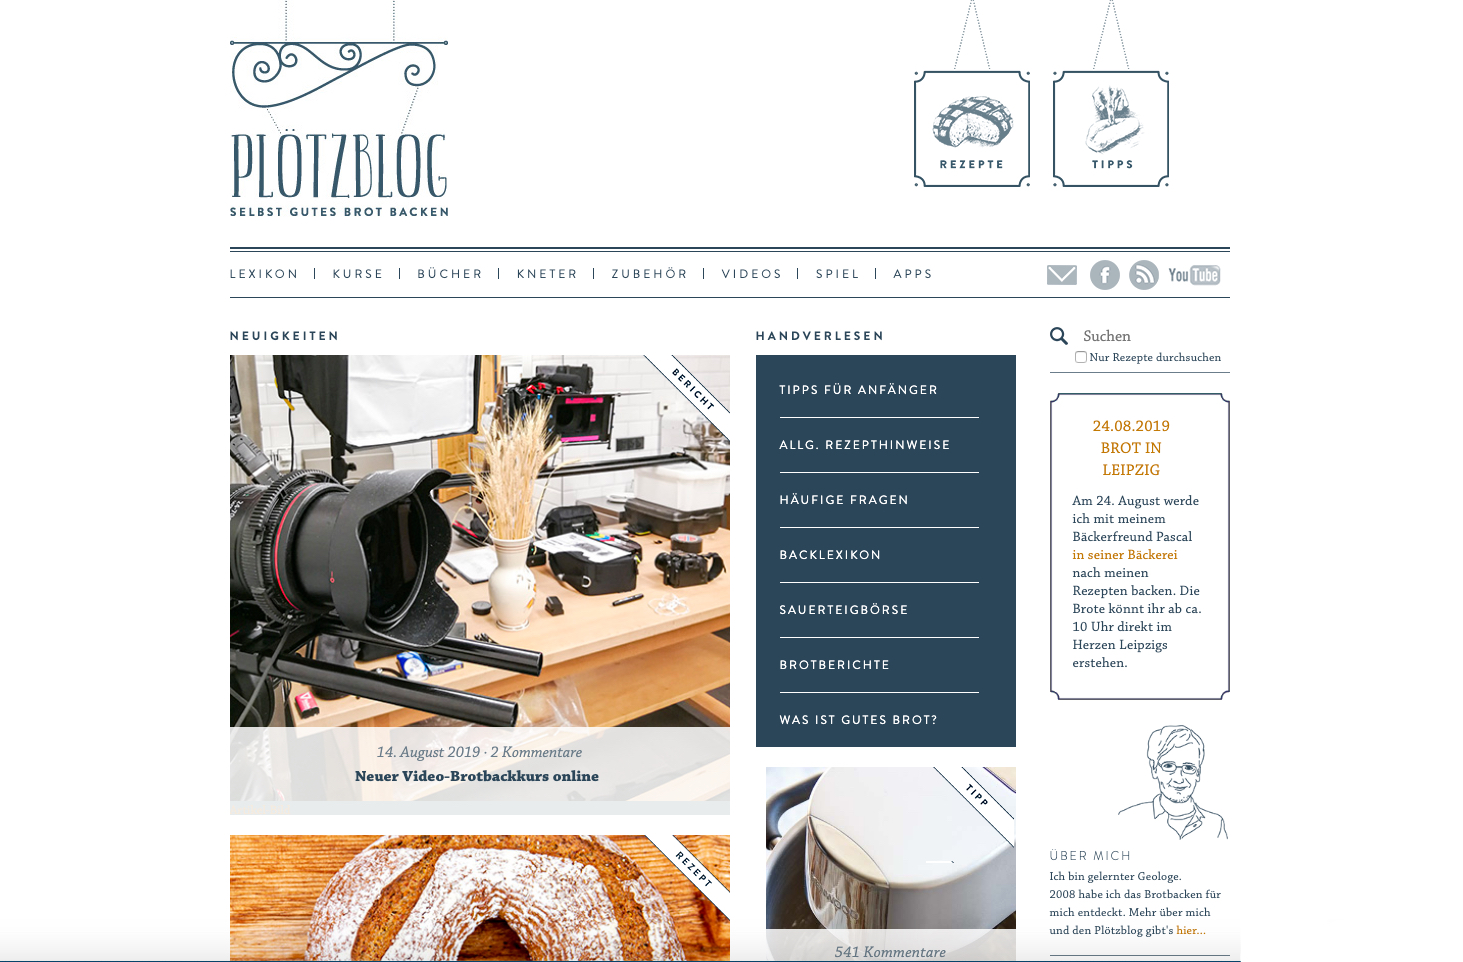 PLÖTZBLOG
SELBST GUTES BROT BACKEN
REZEPTE
TIPPS
LEXIKON | KURSE | BÜCHER | KNETER | ZUBEHÖR | VIDEOS | SPIEL | APPS
f
You Tube
NEUIGKEITEN
BERICHT
14. August 2019 · 2 Kommentare
Neuer Video-Brotbackkurs online
REZEPT
HANDVERLESEN
TIPPS FÜR ANFÄNGER
ALLG. REZEPTHINWEISE
HÄUFIGE FRAGEN
BACKLEXIKON
SAUERTEIGBÖRSE
BROTBERICHTE
WAS IST GUTES BROT?
TIPP
KENWOOD
541 Kommentare
Suchen
Nur Rezepte durchsuchen
24.08.2019
BROT IN
LEIPZIG
Am 24. August werde
ich mit meinem
Bäckerfreund Pascal
in seiner Bäckerei
nach meinen
Rezepten backen. Die
Brote könnt ihr ab ca.
10 Uhr direkt im
Herzen Leipzigs
erstehen.
ÜBER MICH
Ich bin gelernter Geologe.
2008 habe ich das Brotbacken für
mich entdeckt. Mehr über mich
und den Plötzblog gibt's hier...